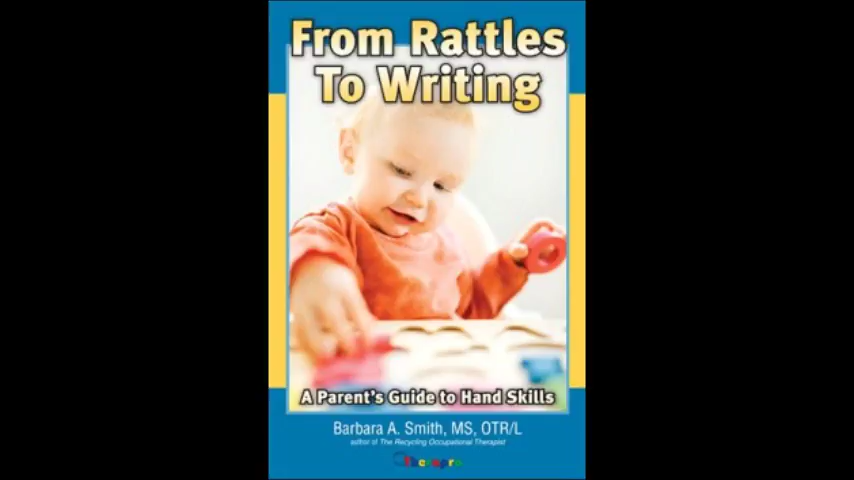 From Rattles
To Writing
A Parent's Guide to Hand Skills
Barbara A. Smith, MS, OTR/L
author of The Recycling Occupational Therapist
Therapro